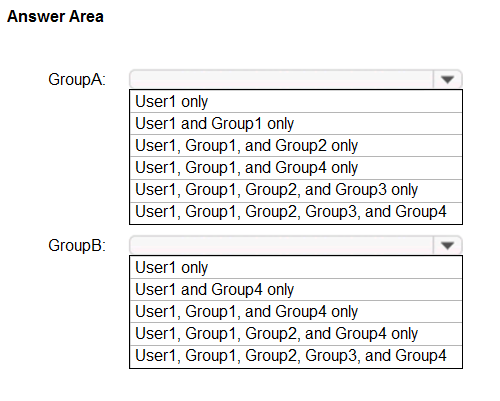 Answer Area
GroupA:
User1 only
User1 and Group1 only
User1, Group1, and Group2 only
User1, Group1, and Group4 only
User1, Group1, Group2, and Group3 only
User1, Group1, Group2, Group3, and Group4
GroupB:
User1 only
User1 and Group4 only
User1, Group1, and Group4 only
User1, Group1, Group2, and Group4 only
User1, Group1, Group2, Group3, and Group4